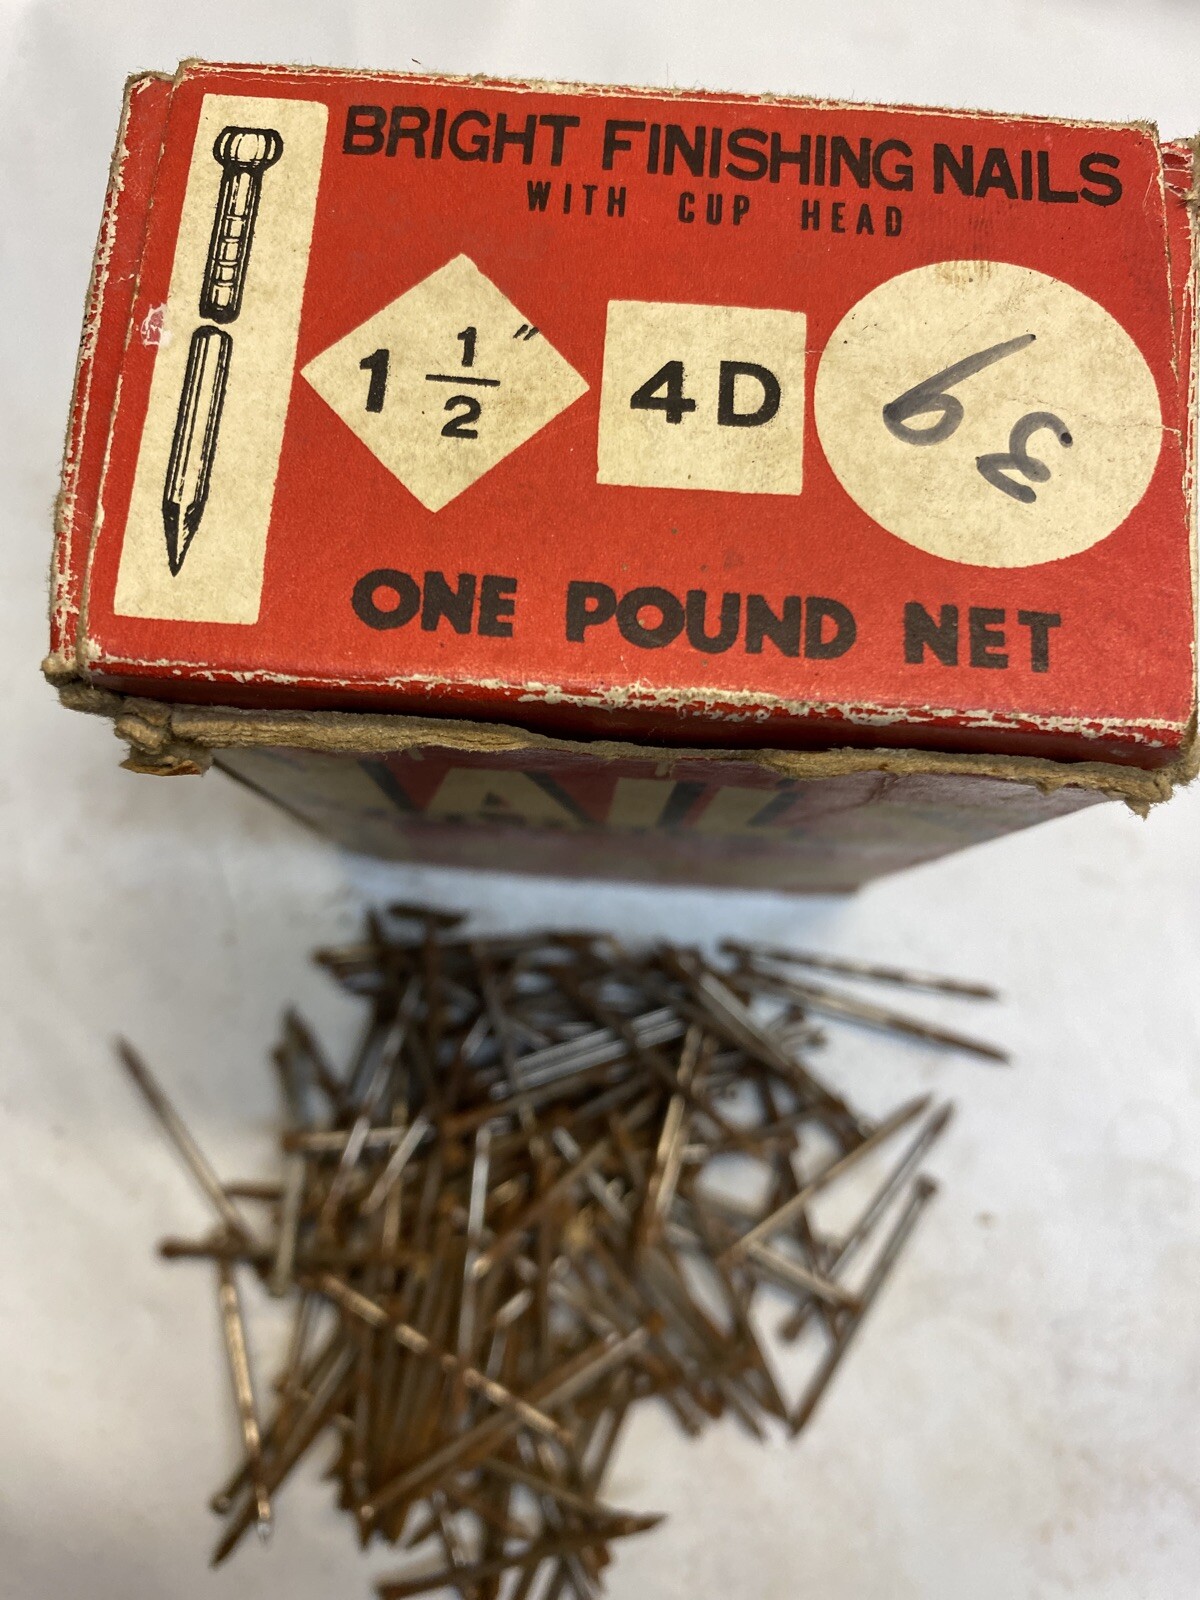 BRIGHT FINISHING NAILS
WITH CUP HEAD
1 1/2"
4D
39
ONE POUND NET